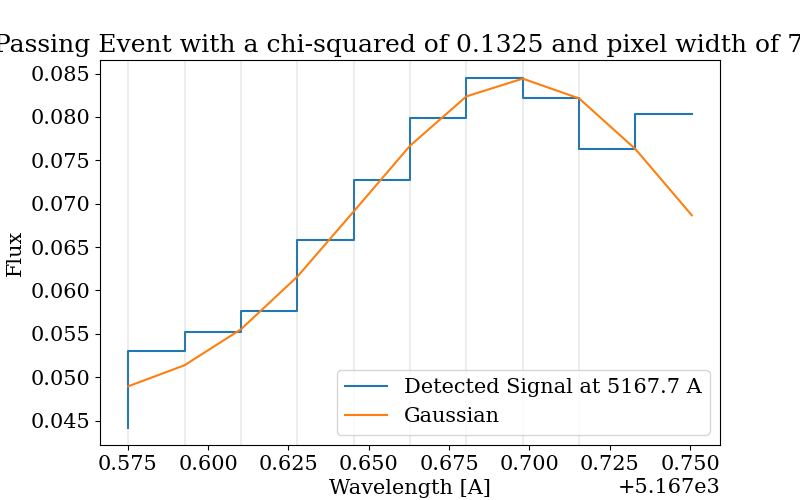 Passing Event with a chi-squared of 0.1325 and pixel width of 7
Flux
0.085
0.080
0.075
0.070
0.065
0.060
0.055
0.050
0.045
Detected Signal at 5167.7 A
Gaussian
0.575 0.600 0.625 0.650 0.675 0.700 0.725 0.750
Wavelength [A]
+5.167e3